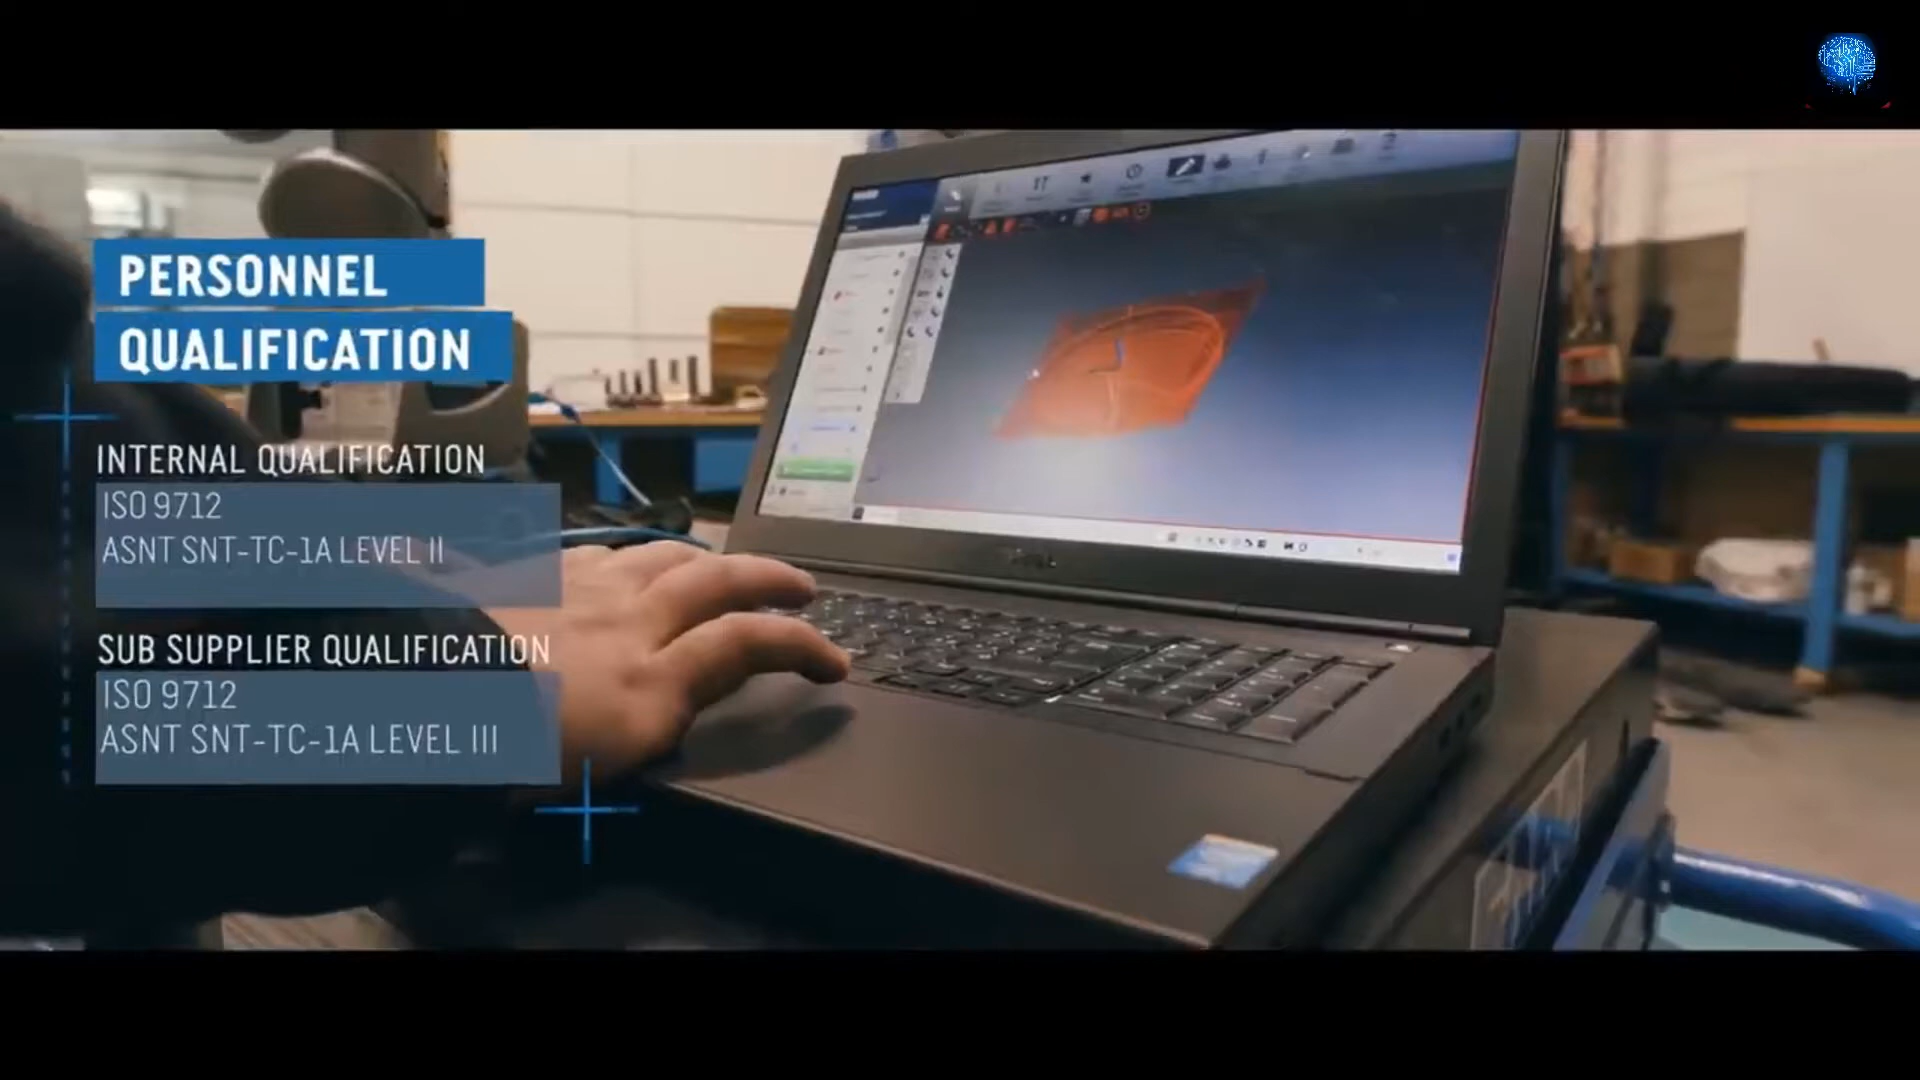 PERSONNEL
QUALIFICATION
INTERNAL QUALIFICATION
ISO 9712
ASNT SNT-TC-1A LEVEL II
SUB SUPPLIER QUALIFICATION
ISO 9712
ASNT SNT-TC-1A LEVEL III
DELL